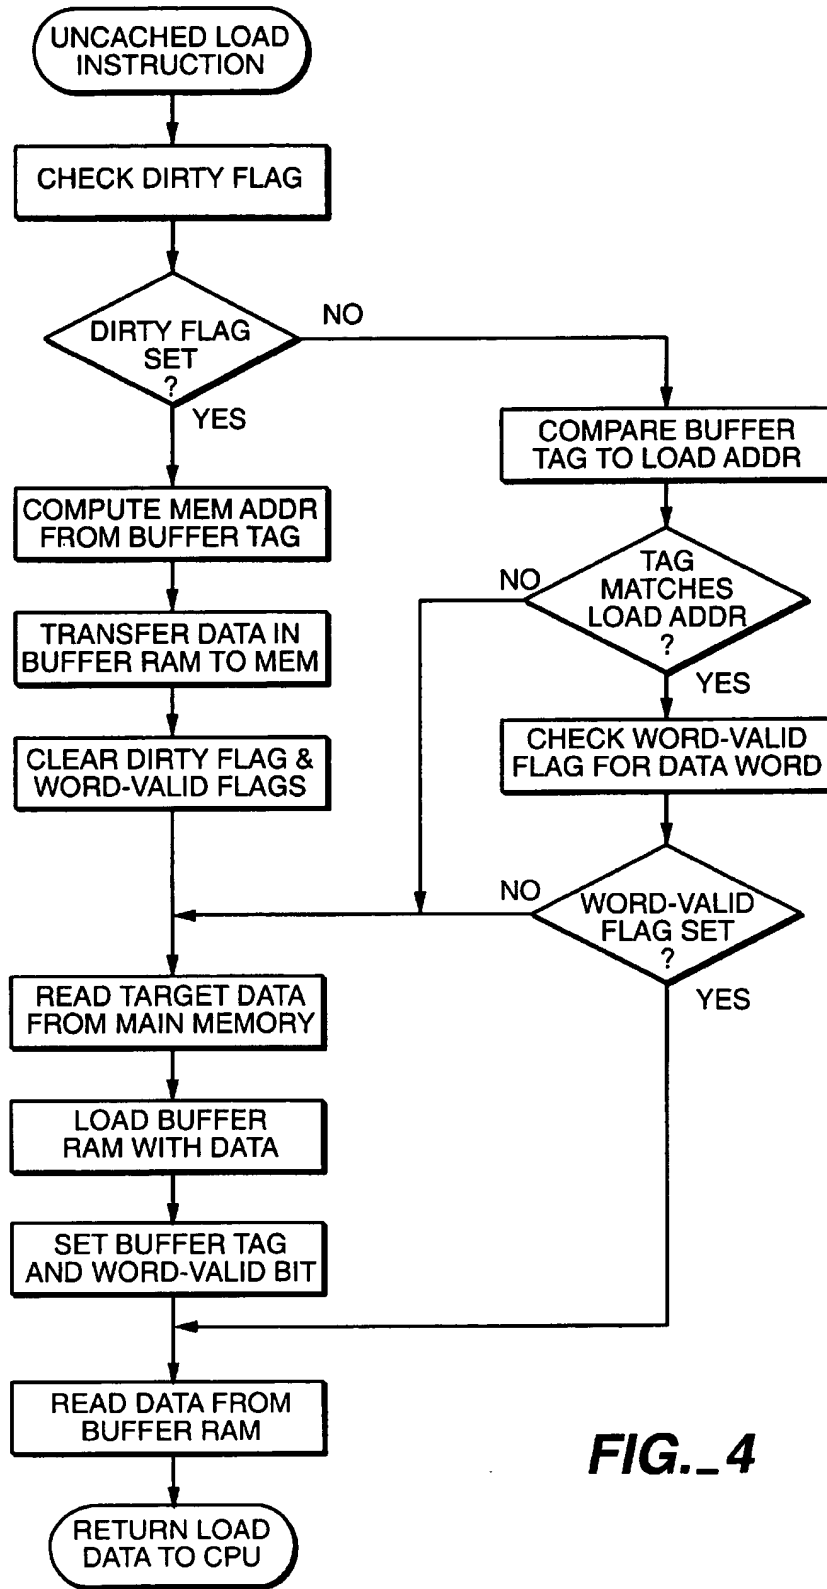 UNCACHED LOAD
INSTRUCTION
CHECK DIRTY FLAG
DIRTY FLAG
SET
?
NO
YES
COMPUTE MEM ADDR
FROM BUFFER TAG
TRANSFER DATA IN
BUFFER RAM TO MEM
CLEAR DIRTY FLAG &
WORD-VALID FLAGS
COMPARE BUFFER
TAG TO LOAD ADDR
TAG
MATCHES
LOAD ADDR
?
NO
YES
CHECK WORD-VALID
FLAG FOR DATA WORD
WORD-VALID
FLAG SET
?
NO
YES
READ TARGET DATA
FROM MAIN MEMORY
LOAD BUFFER
RAM WITH DATA
SET BUFFER TAG
AND WORD-VALID BIT
READ DATA FROM
BUFFER RAM
RETURN LOAD
DATA TO CPU
FIG._4